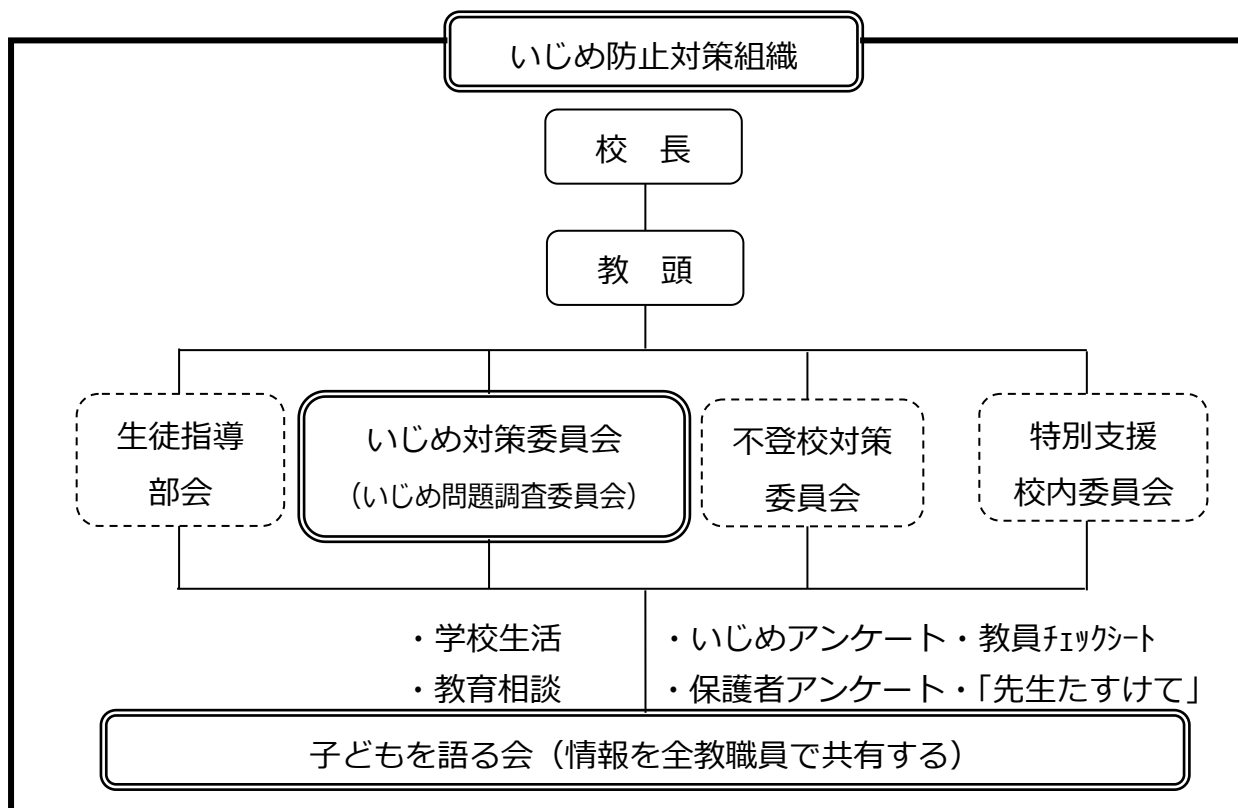 いじめ防止対策組織
校　長
教　頭
生徒指導
部会
いじめ対策委員会
（いじめ問題調査委員会）
不登校対策
委員会
特別支援
校内委員会
・学校生活
・教育相談
・いじめアンケート・教員ﾁｪｯｸｼｰﾄ
・保護者アンケート・「先生たすけて」
子どもを語る会（情報を全教職員で共有する）